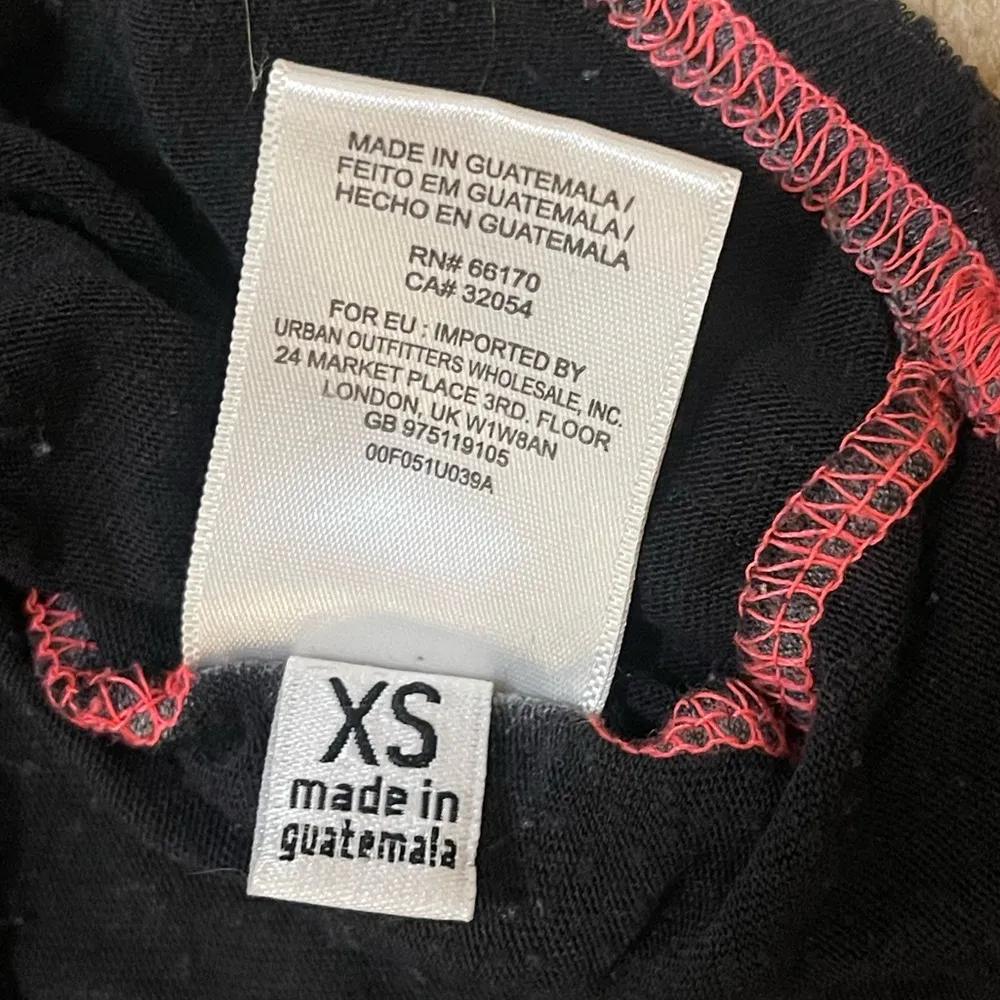 MADE IN GUATEMALA /
FEITO EM GUATEMALA /
HECHO EN GUATEMALA
RN# 66170
CA# 32054
FOR EU : IMPORTED BY
URBAN OUTFITTERS WHOLESALE, INC.
24 MARKET PLACE 3RD. FLOOR
LONDON, UK W1W8AN
GB 975119105
00F051U039A
XS
made in
guatemala